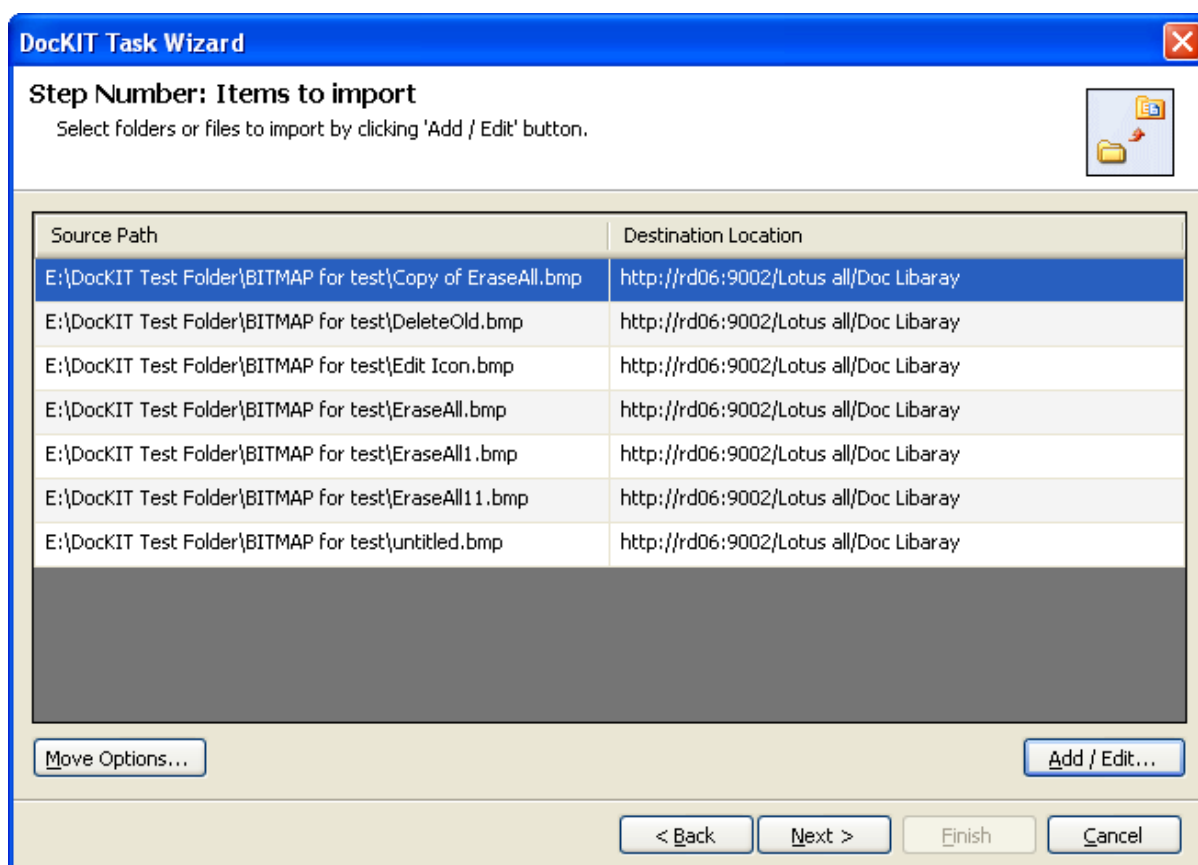 DocKIT Task Wizard
Step Number: Items to import
Select folders or files to import by clicking 'Add / Edit' button.
Source Path Destination Location
E:\DocKIT Test Folder\BITMAP for test\Copy of EraseAll.bmp http://rd06:9002/Lotus all/Doc Libaray
E:\DocKIT Test Folder\BITMAP for test\DeleteOld.bmp http://rd06:9002/Lotus all/Doc Libaray
E:\DocKIT Test Folder\BITMAP for test\Edit Icon.bmp http://rd06:9002/Lotus all/Doc Libaray
E:\DocKIT Test Folder\BITMAP for test\EraseAll.bmp http://rd06:9002/Lotus all/Doc Libaray
E:\DocKIT Test Folder\BITMAP for test\EraseAll1.bmp http://rd06:9002/Lotus all/Doc Libaray
E:\DocKIT Test Folder\BITMAP for test\EraseAll11.bmp http://rd06:9002/Lotus all/Doc Libaray
E:\DocKIT Test Folder\BITMAP for test\untitled.bmp http://rd06:9002/Lotus all/Doc Libaray
Move Options... Add / Edit...
< Back Next > Finish Cancel